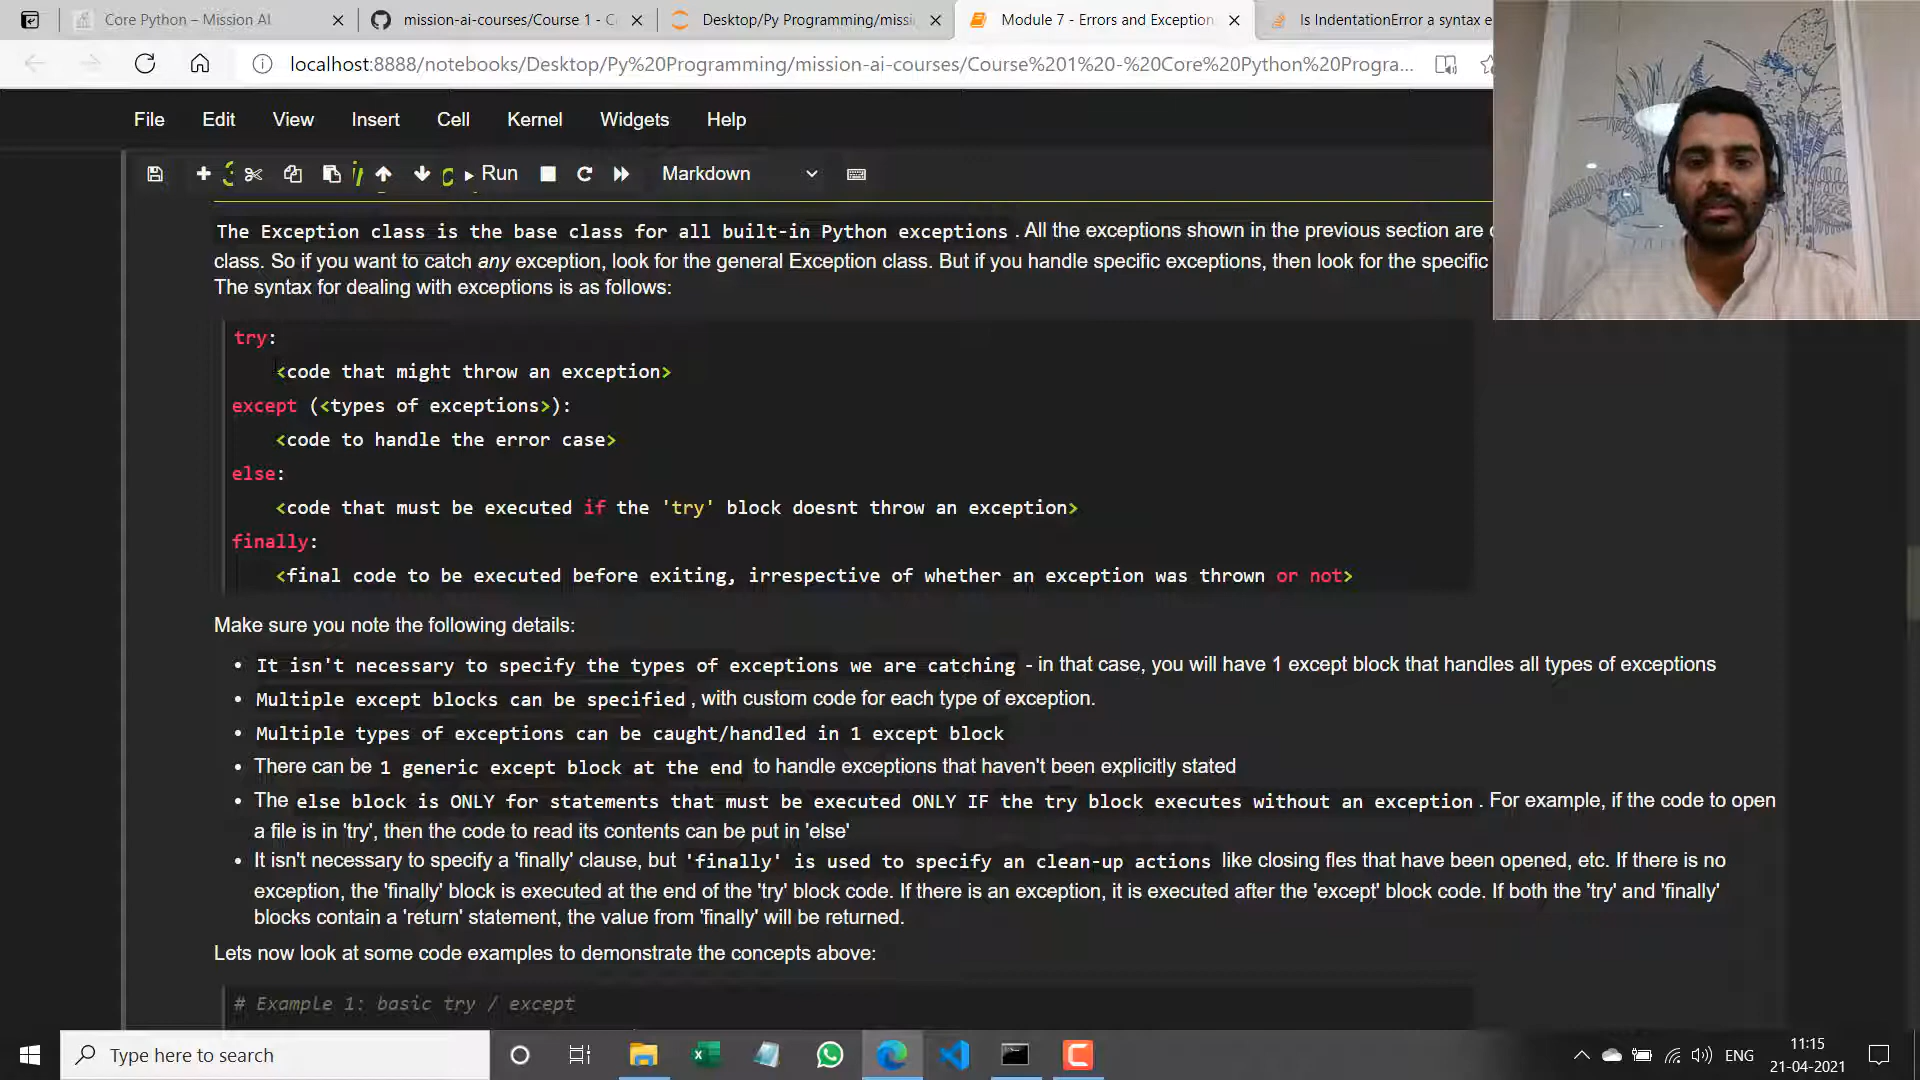 Core Python – Mission AI
mission-ai-courses/Course 1 - C
Desktop/Py Programming/missi
Module 7 - Errors and Exception
Is IndentationError a syntax e
localhost:8888/notebooks/Desktop/Py%20Programming/mission-ai-courses/Course%201%20-%20Core%20Python%20Progra...
File Edit View Insert Cell Kernel Widgets Help
Run Markdown
The Exception class is the base class for all built-in Python exceptions. All the exceptions shown in the previous section are
class. So if you want to catch any exception, look for the general Exception class. But if you handle specific exceptions, then look for the specific
The syntax for dealing with exceptions is as follows:
try:
<code that might throw an exception>
except (<types of exceptions>):
<code to handle the error case>
else:
<code that must be executed if the 'try' block doesnt throw an exception>
finally:
<final code to be executed before exiting, irrespective of whether an exception was thrown or not>
Make sure you note the following details:
• It isn't necessary to specify the types of exceptions we are catching - in that case, you will have 1 except block that handles all types of exceptions
• Multiple except blocks can be specified, with custom code for each type of exception.
• Multiple types of exceptions can be caught/handled in 1 except block
• There can be 1 generic except block at the end to handle exceptions that haven't been explicitly stated
• The else block is ONLY for statements that must be executed ONLY IF the try block executes without an exception. For example, if the code to open
a file is in 'try', then the code to read its contents can be put in 'else'
• It isn't necessary to specify a 'finally' clause, but 'finally' is used to specify an clean-up actions like closing fles that have been opened, etc. If there is no
exception, the 'finally' block is executed at the end of the 'try' block code. If there is an exception, it is executed after the 'except' block code. If both the 'try' and 'finally'
blocks contain a 'return' statement, the value from 'finally' will be returned.
Lets now look at some code examples to demonstrate the concepts above:
# Example 1: basic try / except
Type here to search
ENG
11:15
21-04-2021